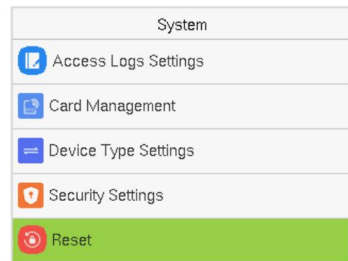 System
Access Logs Settings
Card Management
Device Type Settings
Security Settings
Reset